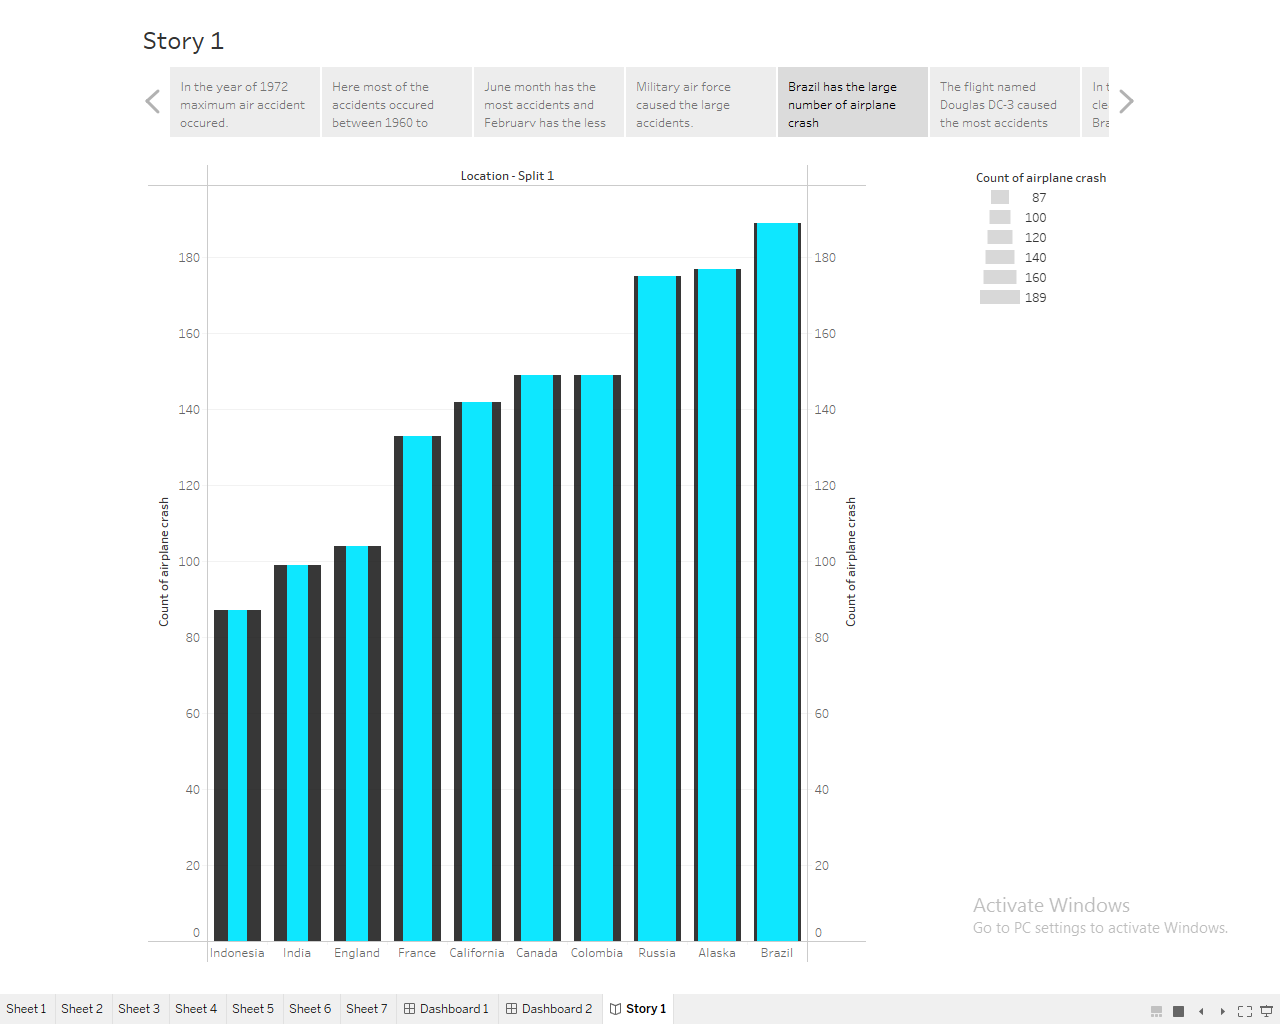 Story 1
In the year of 1972
maximum air accident
occured.
Here most of the
accidents occured
between 1960 to
June month has the
most accidents and
February has the less
Military air force
caused the large
accidents.
Brazil has the large
number of airplane
crash
The flight named
Douglas DC-3 caused
the most accidents
Location - Split 1
Count of airplane crash
87
100
120
140
160
189
Count of airplane crash
180
160
140
120
100
80
60
40
20
0
180
160
140
120
100
80
60
40
20
0
Count of airplane crash
Indonesia India England France California Canada Colombia Russia Alaska Brazil
Activate Windows
Go to PC settings to activate Windows.
Sheet 1 Sheet 2 Sheet 3 Sheet 4 Sheet 5 Sheet 6 Sheet 7 Dashboard 1 Dashboard 2 Story 1